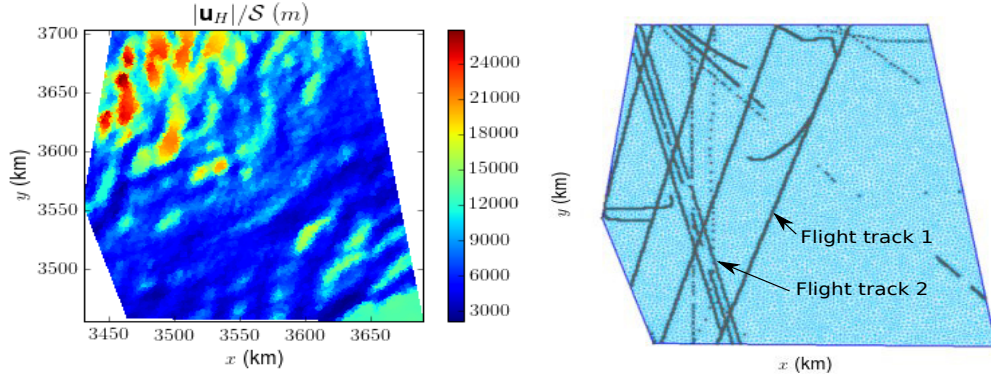 |u_H|/S (m)
3700
3650
3600
3550
3500
y (km)
3450 3500 3550 3600 3650
x (km)
24000
21000
18000
15000
12000
9000
6000
3000
y (km)
Flight track 1
Flight track 2
x (km)